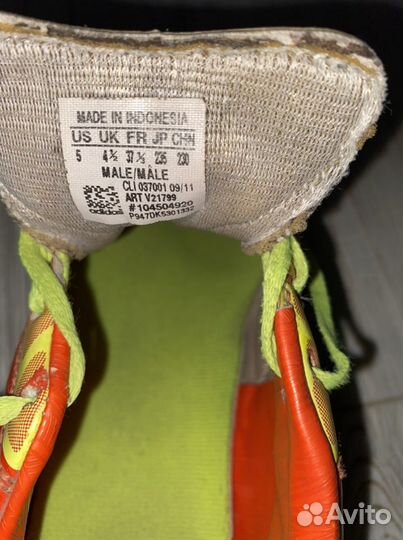 MADE IN INDONESIA
US UK FR JP CHN
5 4½ 37⅓ 235 230
MALE/MÂLE
CLI 037001 09/11
ART V21799
#104504920
adidas P947DK5301332
Avito